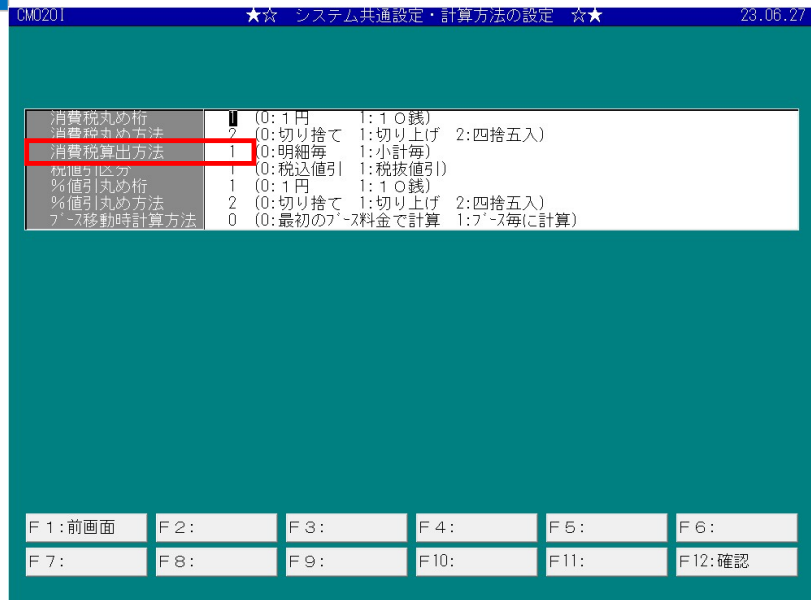 CM0201 ★☆ システム共通設定・計算方法の設定 ☆★ 23.06.27
消費税丸め桁 1 (0:1円 1:10銭)
消費税丸め方法 2 (0:切り捨て 1:切り上げ 2:四捨五入)
消費税算出方法 1 (0:明細毎 1:小計毎)
税値引区分 1 (0:税込値引 1:税抜値引)
%値引丸め桁 1 (0:1円 1:10銭)
%値引丸め方法 2 (0:切り捨て 1:切り上げ 2:四捨五入)
ブース移動時計算方法 0 (0:最初のブース料金で計算 1:ブース毎に計算)
F1:前画面 F2: F3: F4: F5: F6:
F7: F8: F9: F10: F11: F12:確認